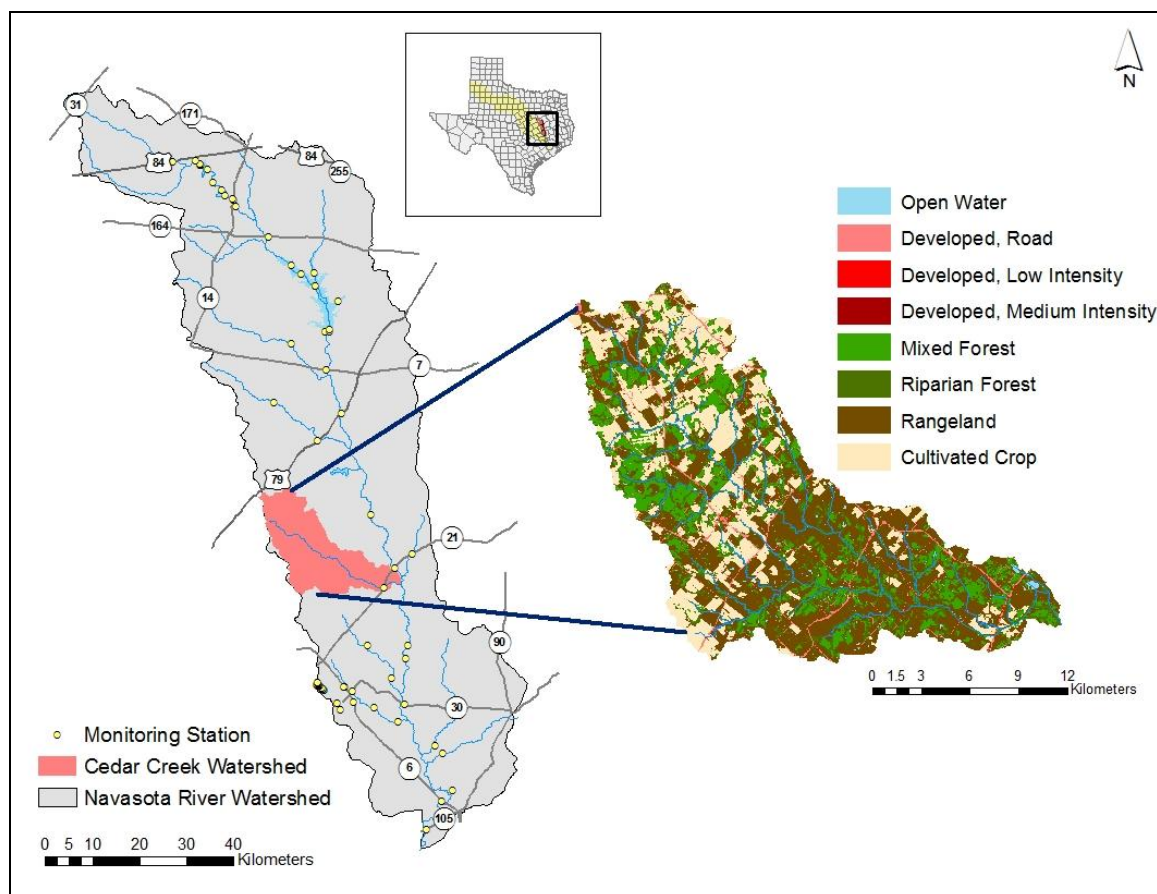 N
31
171
84
84
255
164
14
7
79
21
90
30
6
105
Monitoring Station
Cedar Creek Watershed
Navasota River Watershed
0 5 10 20 30 40
Kilometers
Open Water
Developed, Road
Developed, Low Intensity
Developed, Medium Intensity
Mixed Forest
Riparian Forest
Rangeland
Cultivated Crop
0 1.5 3 6 9 12
Kilometers